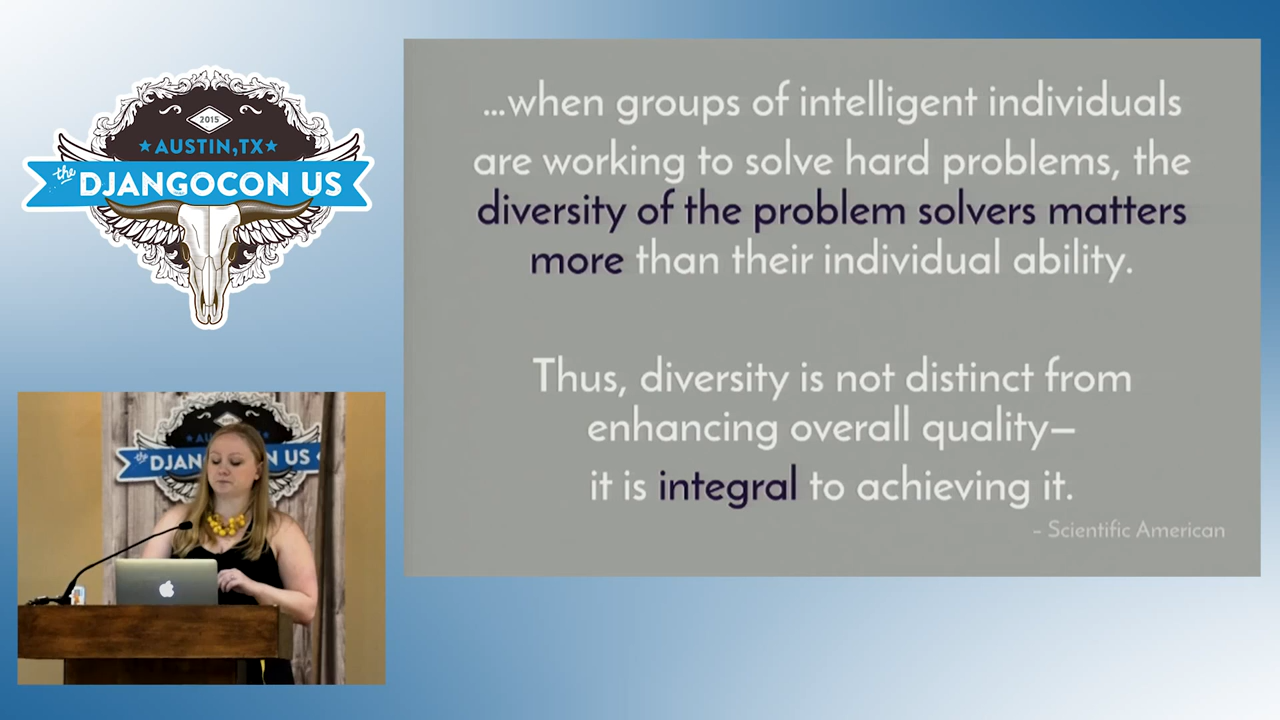 2015
AUSTIN,TX
the
DJANGOCON US
...when groups of intelligent individuals
are working to solve hard problems, the
diversity of the problem solvers matters
more than their individual ability.
Thus, diversity is not distinct from
enhancing overall quality—
it is integral to achieving it.
– Scientific American
DJAN N US